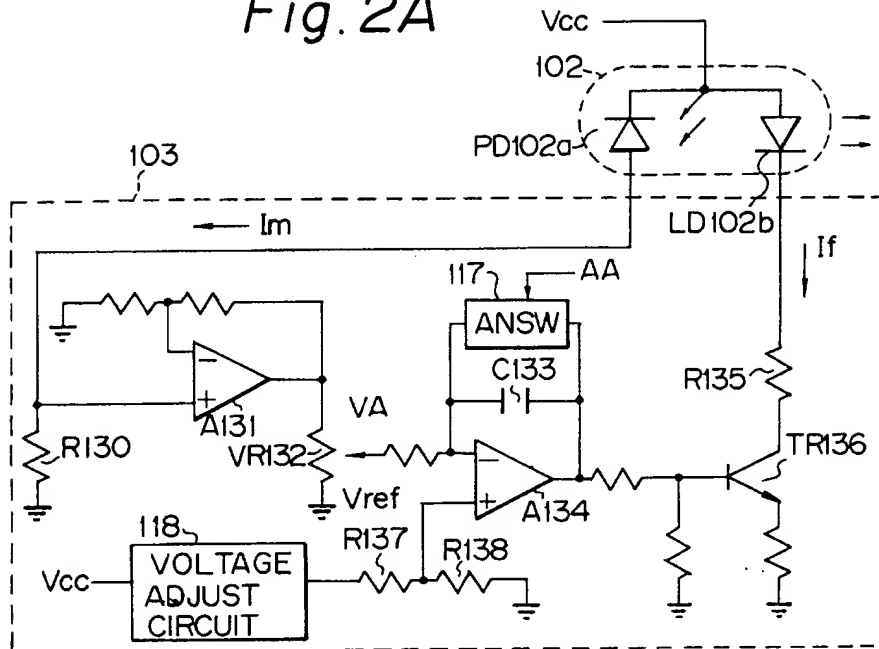 Fig. 2A
Vcc
102
PD102a
103
LD102b
Im
If
117
AA
ANSW
C133
R135
A131
VA
R130
VR132
TR136
Vref
A134
118
R137
R138
Vcc
VOLTAGE
ADJUST
CIRCUIT